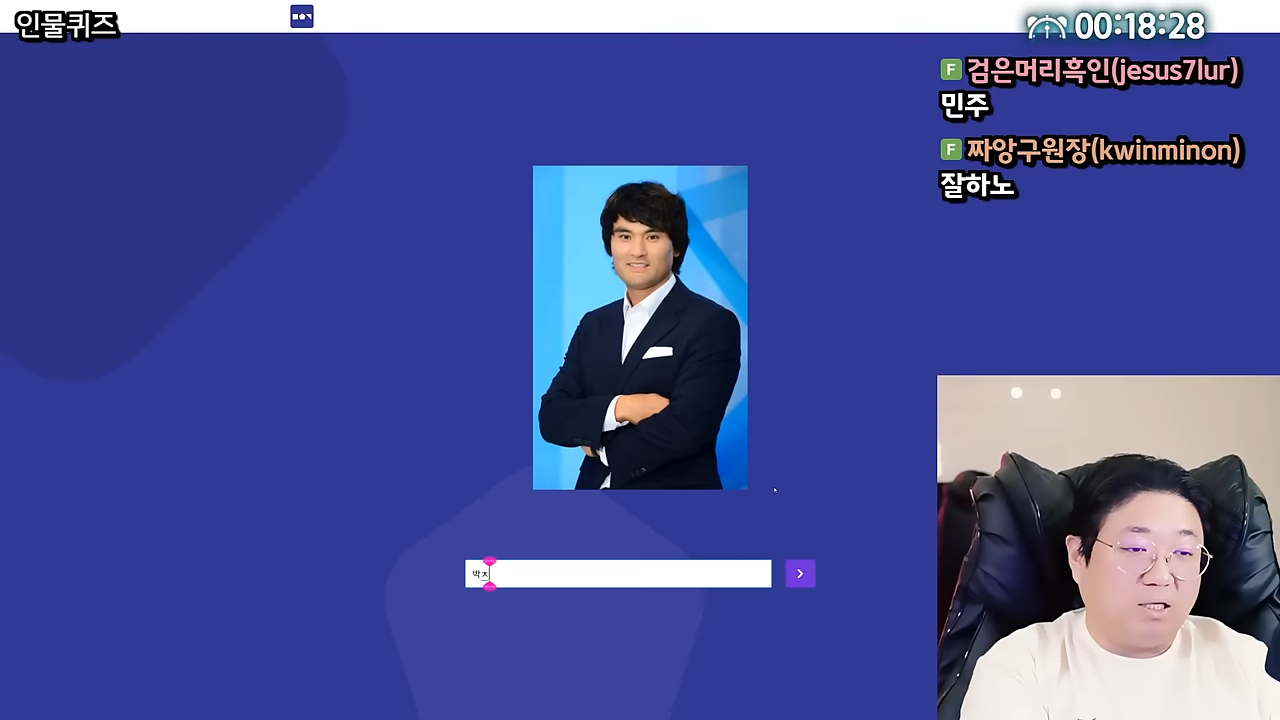 인물퀴즈
00:18:28
F 검은머리흑인(jesus7lur)
민주
F 짜앙구원장(kwinminon)
잘하노
박ㅊ